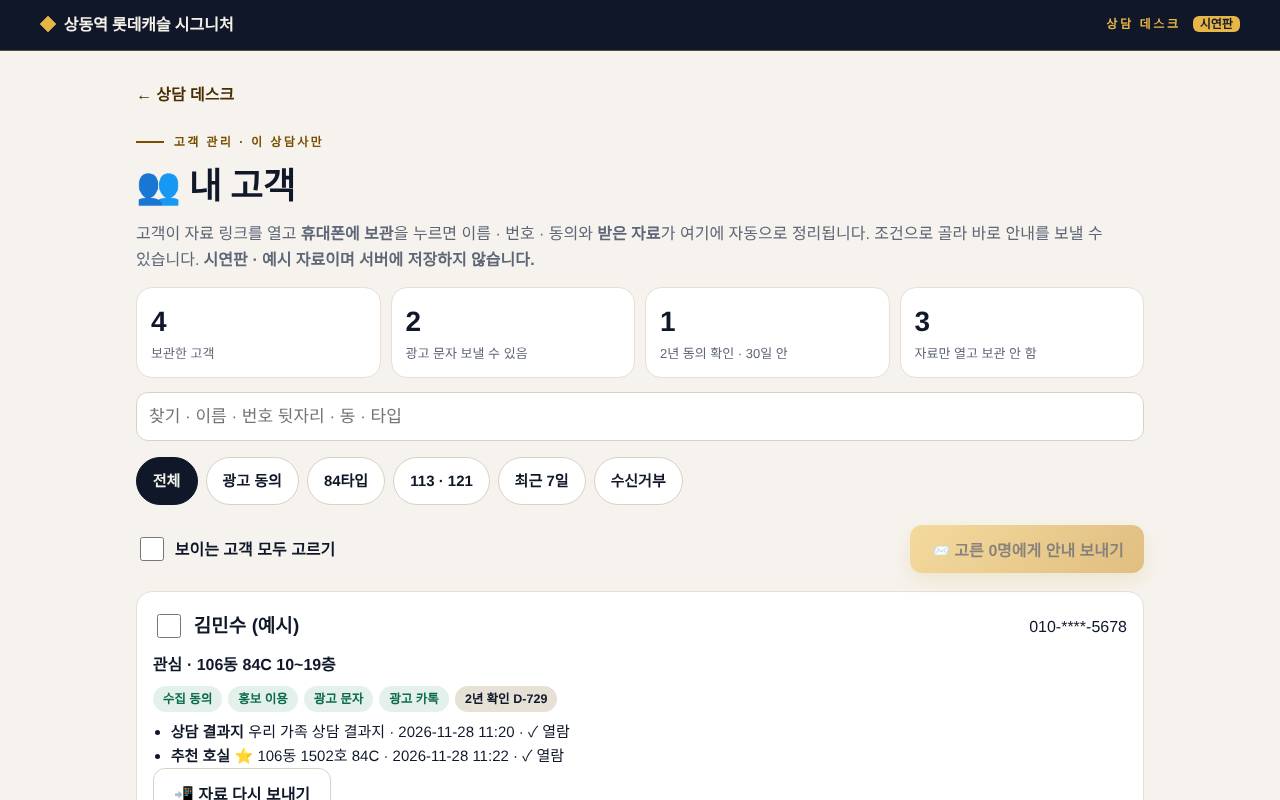 상동역 롯데캐슬 시그니처
상담 데스크 시연판
← 상담 데스크
고객 관리 · 이 상담사만
👥 내 고객
고객이 자료 링크를 열고 휴대폰에 보관을 누르면 이름 · 번호 · 동의와 받은 자료가 여기에 자동으로 정리됩니다. 조건으로 골라 바로 안내를 보낼 수
있습니다. 시연판 · 예시 자료이며 서버에 저장하지 않습니다.
4
보관한 고객
2
광고 문자 보낼 수 있음
1
2년 동의 확인 · 30일 안
3
자료만 열고 보관 안 함
찾기 · 이름 · 번호 뒷자리 · 동 · 타입
전체 광고 동의 84타입 113 · 121 최근 7일 수신거부
보이는 고객 모두 고르기
📨 고른 0명에게 안내 보내기
김민수 (예시)
010-****-5678
관심 · 106동 84C 10~19층
수집 동의 홍보 이용 광고 문자 광고 카톡 2년 확인 D-729
• 상담 결과지 우리 가족 상담 결과지 · 2026-11-28 11:20 · ✓ 열람
• 추천 호실 ⭐ 106동 1502호 84C · 2026-11-28 11:22 · ✓ 열람
📲 자료 다시 보내기